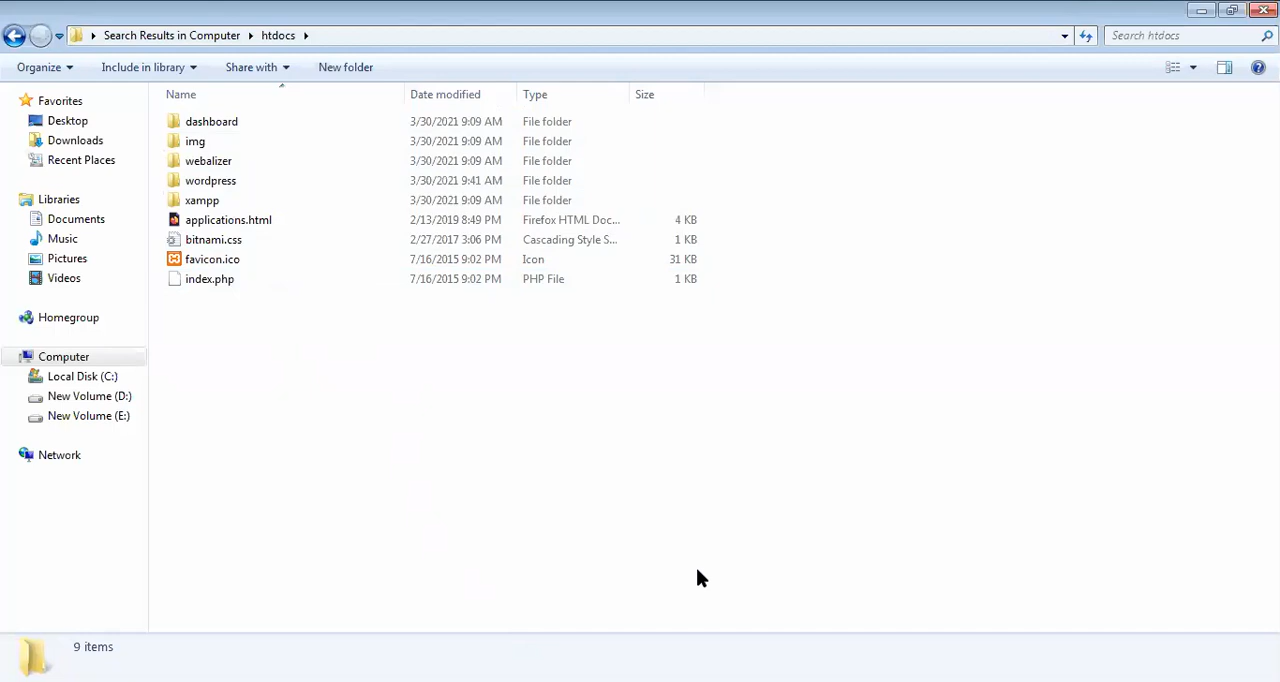 Search Results in Computer htdocs Search htdocs
Organize Include in library Share with New folder
Favorites
Desktop
Downloads
Recent Places
Libraries
Documents
Music
Pictures
Videos
Homegroup
Computer
Local Disk (C:)
New Volume (D:)
New Volume (E:)
Network
Name Date modified Type Size
dashboard 3/30/2021 9:09 AM File folder
img 3/30/2021 9:09 AM File folder
webalizer 3/30/2021 9:09 AM File folder
wordpress 3/30/2021 9:41 AM File folder
xampp 3/30/2021 9:09 AM File folder
applications.html 2/13/2019 8:49 PM Firefox HTML Doc... 4 KB
bitnami.css 2/27/2017 3:06 PM Cascading Style S... 1 KB
favicon.ico 7/16/2015 9:02 PM Icon 31 KB
index.php 7/16/2015 9:02 PM PHP File 1 KB
9 items